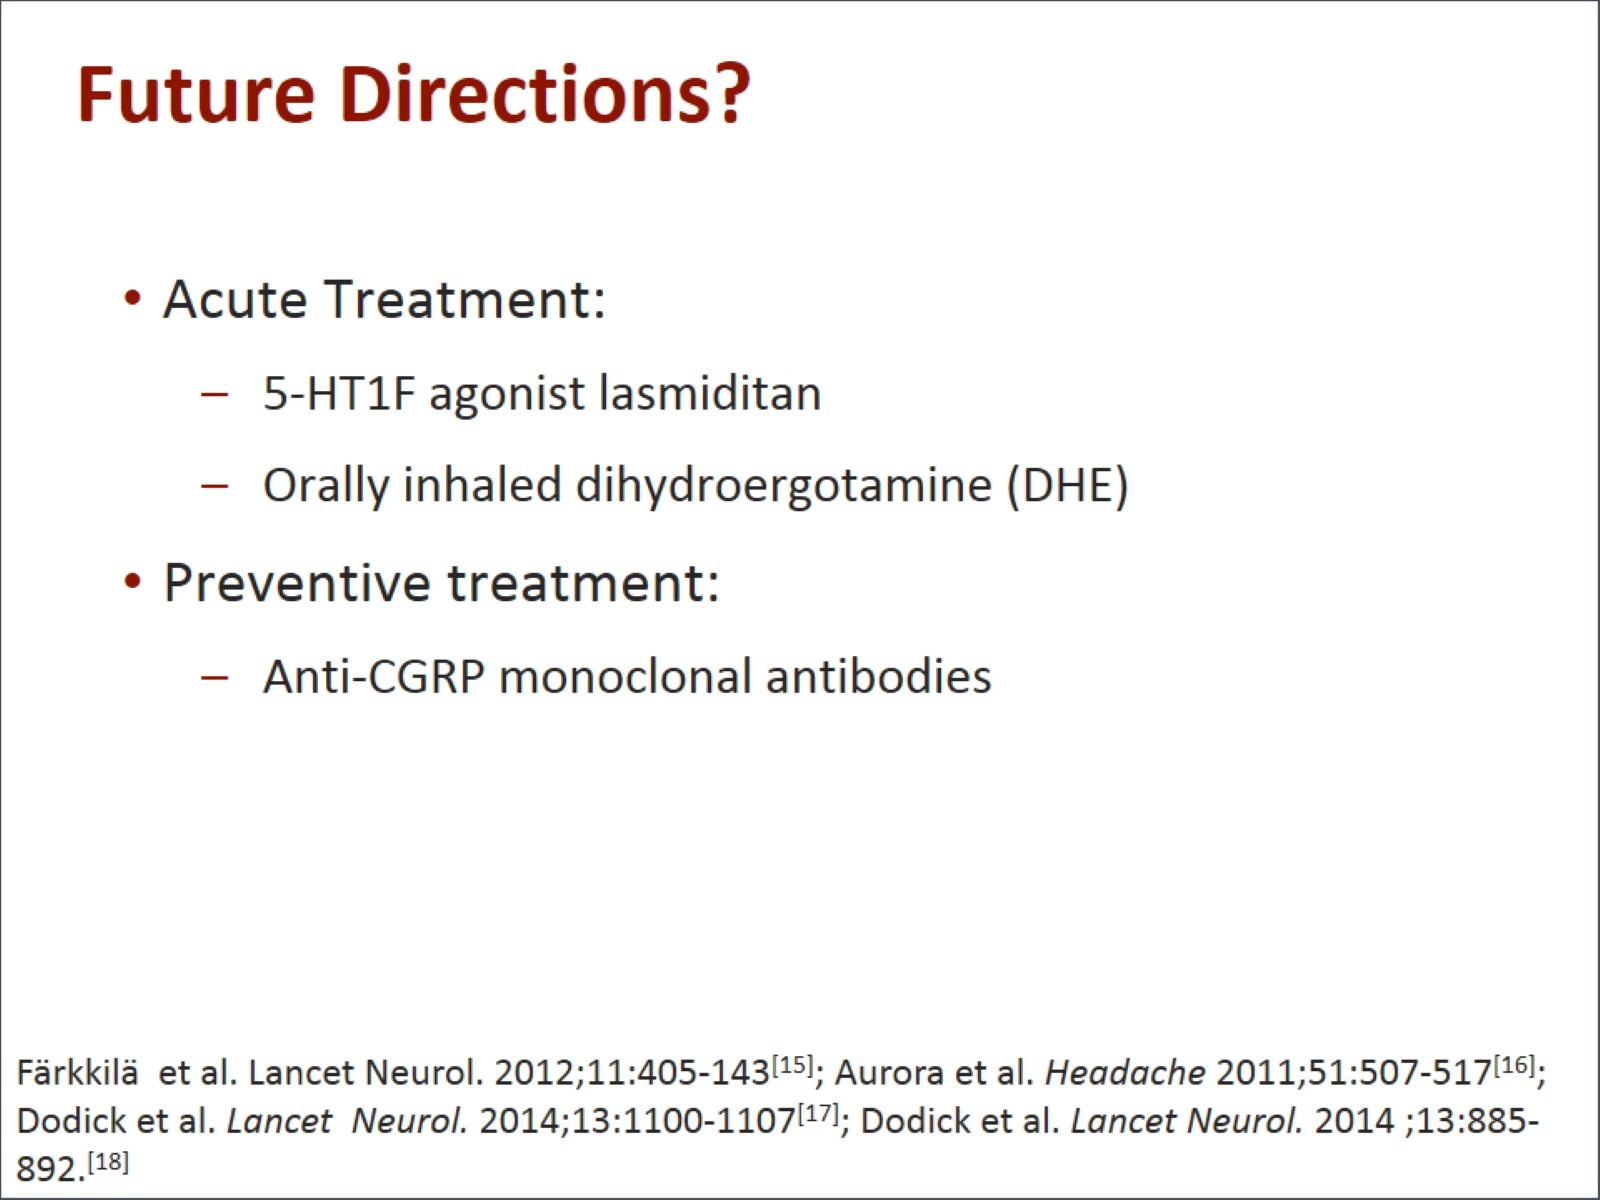 Future Directions?
• Acute Treatment:
– 5-HT1F agonist lasmiditan
– Orally inhaled dihydroergotamine (DHE)
• Preventive treatment:
– Anti-CGRP monoclonal antibodies
Färkkilä et al. Lancet Neurol. 2012;11:405-143[15]; Aurora et al. Headache 2011;51:507-517[16];
Dodick et al. Lancet Neurol. 2014;13:1100-1107[17]; Dodick et al. Lancet Neurol. 2014 ;13:885-
892.[18]